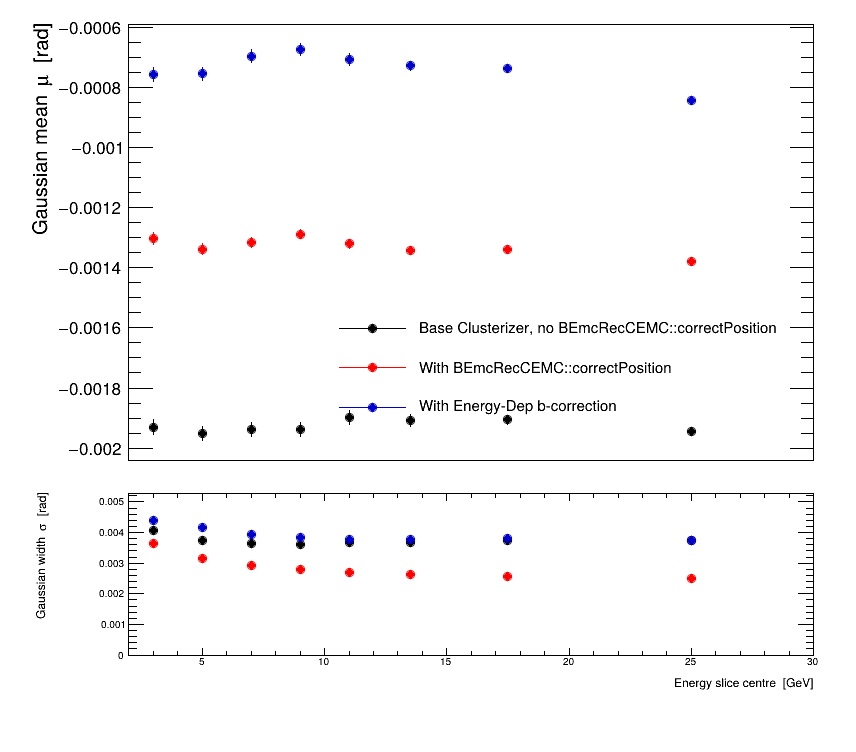 Gaussian mean μ [rad]
−0.0006
−0.0008
−0.001
−0.0012
−0.0014
−0.0016
−0.0018
−0.002
Base Clusterizer, no BEmcRecCEMC::correctPosition
With BEmcRecCEMC::correctPosition
With Energy-Dep b-correction
Gaussian width σ [rad]
0.005
0.004
0.003
0.002
0.001
0
5 10 15 20 25 30
Energy slice centre [GeV]